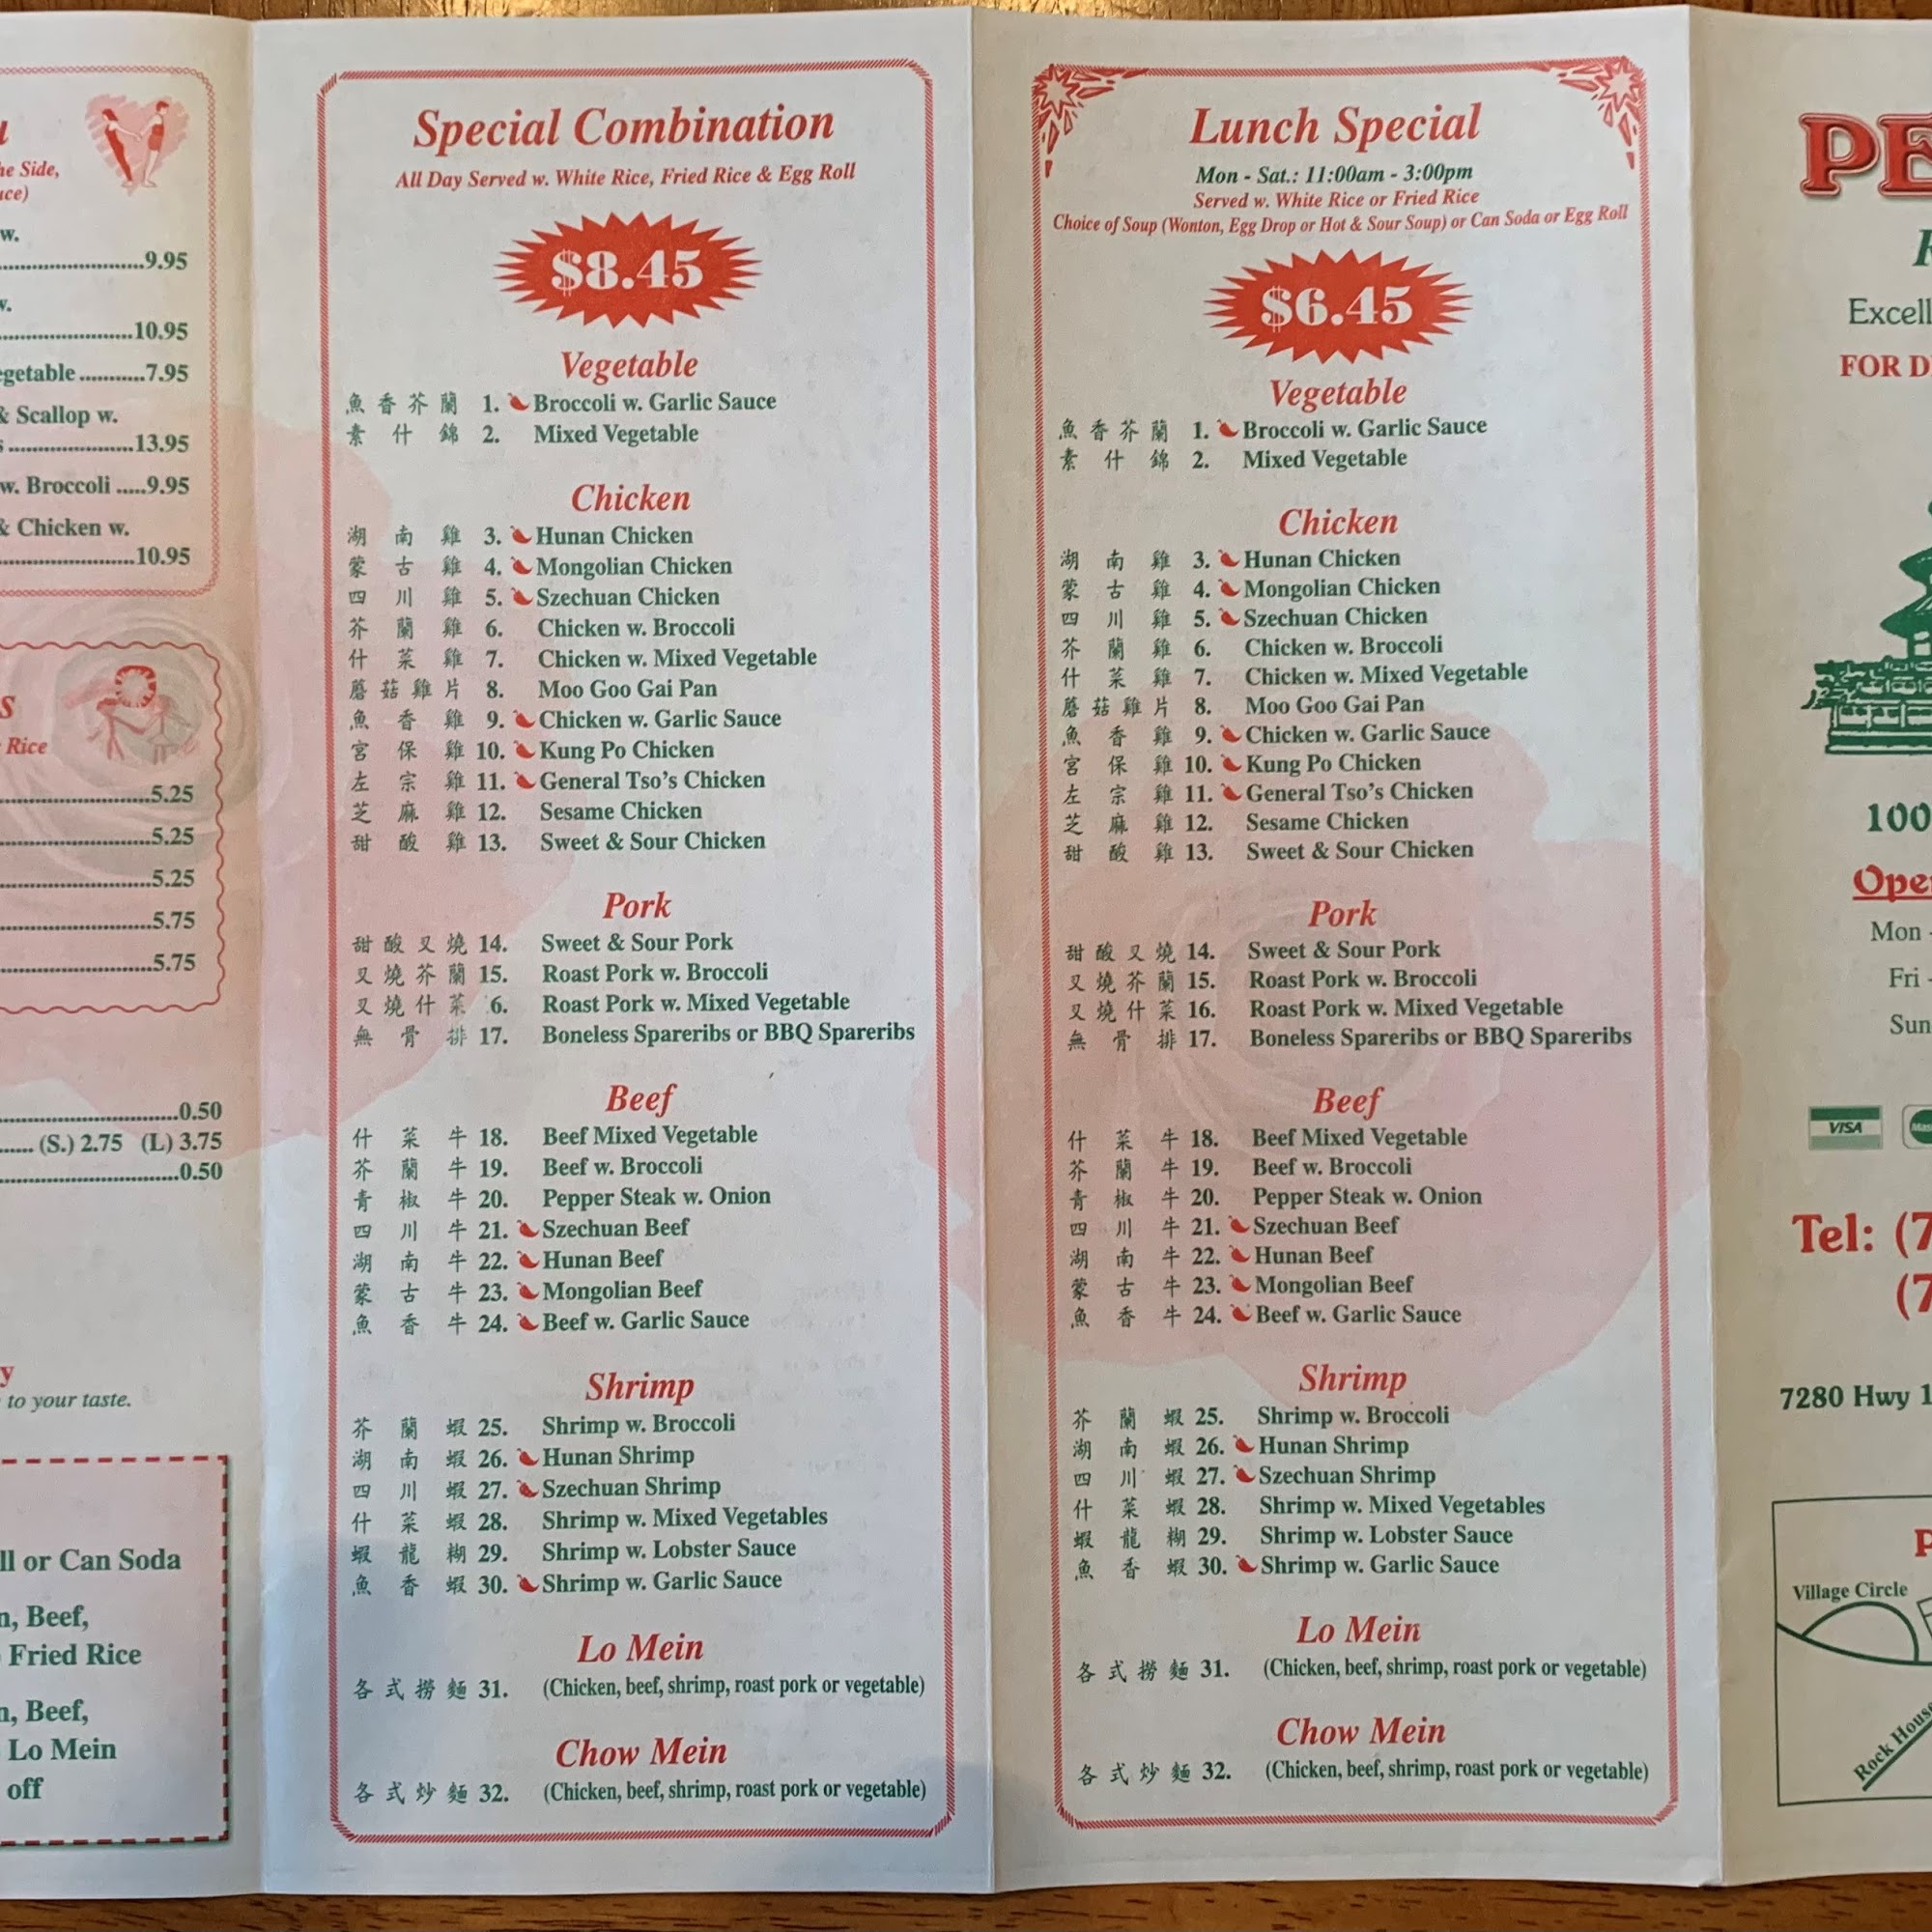 he Side,
uce)
w.
9.95
w.
10.95
egetable 7.95
& Scallop w.
13.95
w. Broccoli 9.95
& Chicken w.
10.95
Rice
5.25
5.25
5.25
5.75
5.75
0.50
(S.) 2.75 (L) 3.75
0.50
to your taste.
ll or Can Soda
n, Beef,
Fried Rice
n, Beef,
Lo Mein
off
Special Combination
All Day Served w. White Rice, Fried Rice & Egg Roll
$8.45
Vegetable
魚香芥蘭 1. Broccoli w. Garlic Sauce
素什錦 2. Mixed Vegetable
Chicken
湖南雞 3. Hunan Chicken
蒙古雞 4. Mongolian Chicken
四川雞 5. Szechuan Chicken
芥蘭雞 6. Chicken w. Broccoli
什菜雞 7. Chicken w. Mixed Vegetable
蘑菇雞片 8. Moo Goo Gai Pan
魚香雞 9. Chicken w. Garlic Sauce
宮保雞 10. Kung Po Chicken
左宗雞 11. General Tso's Chicken
芝麻雞 12. Sesame Chicken
甜酸雞 13. Sweet & Sour Chicken
Pork
甜酸叉燒 14. Sweet & Sour Pork
叉燒芥蘭 15. Roast Pork w. Broccoli
叉燒什菜 6. Roast Pork w. Mixed Vegetable
無骨排 17. Boneless Spareribs or BBQ Spareribs
Beef
什菜牛 18. Beef Mixed Vegetable
芥蘭牛 19. Beef w. Broccoli
青椒牛 20. Pepper Steak w. Onion
四川牛 21. Szechuan Beef
湖南牛 22. Hunan Beef
蒙古牛 23. Mongolian Beef
魚香牛 24. Beef w. Garlic Sauce
Shrimp
芥蘭蝦 25. Shrimp w. Broccoli
湖南蝦 26. Hunan Shrimp
四川蝦 27. Szechuan Shrimp
什菜蝦 28. Shrimp w. Mixed Vegetables
蝦龍糊 29. Shrimp w. Lobster Sauce
魚香蝦 30. Shrimp w. Garlic Sauce
Lo Mein
各式撈麵 31. (Chicken, beef, shrimp, roast pork or vegetable)
Chow Mein
各式炒麵 32. (Chicken, beef, shrimp, roast pork or vegetable)
Lunch Special
Mon - Sat.: 11:00am - 3:00pm
Served w. White Rice or Fried Rice
Choice of Soup (Wonton, Egg Drop or Hot & Sour Soup) or Can Soda or Egg Roll
$6.45
Vegetable
魚香芥蘭 1. Broccoli w. Garlic Sauce
素什錦 2. Mixed Vegetable
Chicken
湖南雞 3. Hunan Chicken
蒙古雞 4. Mongolian Chicken
四川雞 5. Szechuan Chicken
芥蘭雞 6. Chicken w. Broccoli
什菜雞 7. Chicken w. Mixed Vegetable
蘑菇雞片 8. Moo Goo Gai Pan
魚香雞 9. Chicken w. Garlic Sauce
宮保雞 10. Kung Po Chicken
左宗雞 11. General Tso's Chicken
芝麻雞 12. Sesame Chicken
甜酸雞 13. Sweet & Sour Chicken
Pork
甜酸叉燒 14. Sweet & Sour Pork
叉燒芥蘭 15. Roast Pork w. Broccoli
叉燒什菜 16. Roast Pork w. Mixed Vegetable
無骨排 17. Boneless Spareribs or BBQ Spareribs
Beef
什菜牛 18. Beef Mixed Vegetable
芥蘭牛 19. Beef w. Broccoli
青椒牛 20. Pepper Steak w. Onion
四川牛 21. Szechuan Beef
湖南牛 22. Hunan Beef
蒙古牛 23. Mongolian Beef
魚香牛 24. Beef w. Garlic Sauce
Shrimp
芥蘭蝦 25. Shrimp w. Broccoli
湖南蝦 26. Hunan Shrimp
四川蝦 27. Szechuan Shrimp
什菜蝦 28. Shrimp w. Mixed Vegetables
蝦龍糊 29. Shrimp w. Lobster Sauce
魚香蝦 30. Shrimp w. Garlic Sauce
Lo Mein
各式撈麵 31. (Chicken, beef, shrimp, roast pork or vegetable)
Chow Mein
各式炒麵 32. (Chicken, beef, shrimp, roast pork or vegetable)
PE
Excell
FOR D
100
Ope
Mon -
Fri -
Sun
VISA
Mas
Tel: (7
(7
7280 Hwy 1
P
Village Circle
Rock House